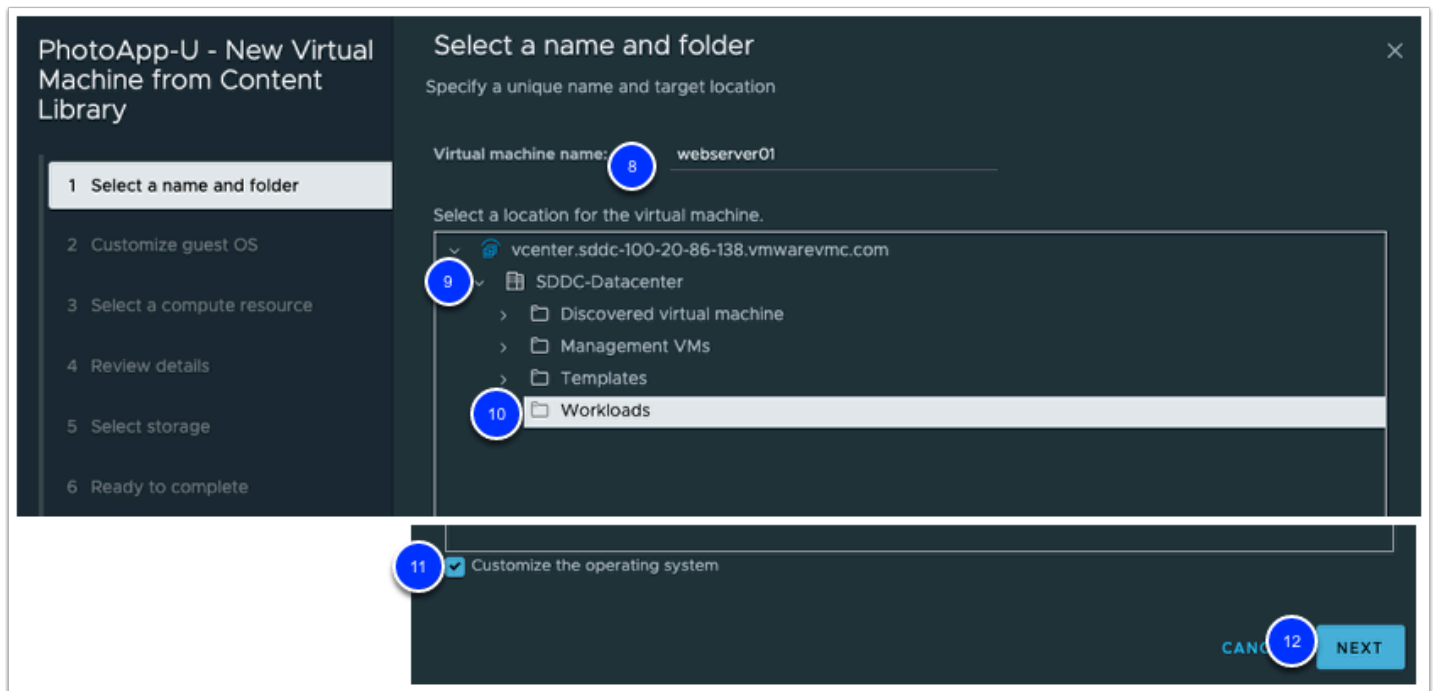 PhotoApp-U - New Virtual
Machine from Content
Library
1 Select a name and folder
2 Customize guest OS
3 Select a compute resource
4 Review details
5 Select storage
6 Ready to complete
Select a name and folder
Specify a unique name and target location
Virtual machine name: 8 webserver01
Select a location for the virtual machine.
vcenter.sddc-100-20-86-138.vmwarevmc.com
9 SDDC-Datacenter
Discovered virtual machine
Management VMs
Templates
10 Workloads
11 Customize the operating system
CANC 12 NEXT